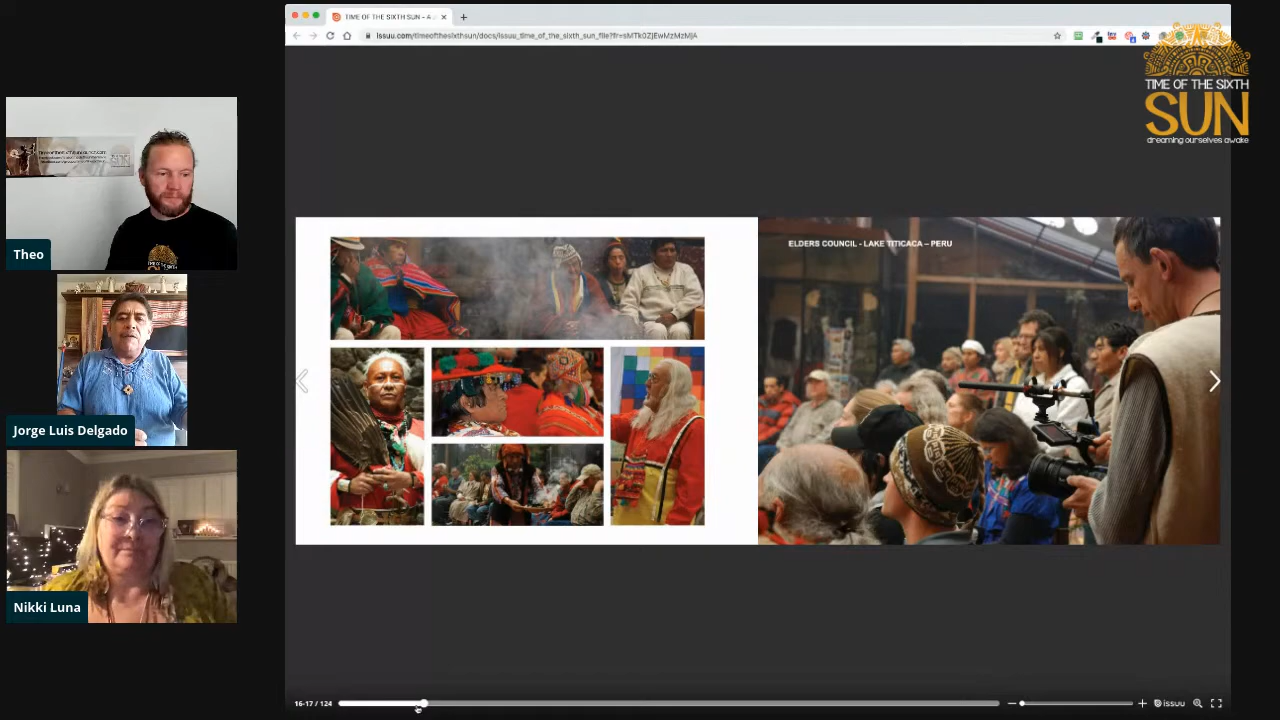 TIME OF THE SIXTH SUN - A
issuu.com/timeofthesixthsun/docs/issuu_time_of_the_sixth_sun_file?fr=sMTk0ZjEwMzMzMjA
TIME OF THE SIXTH
SUN
dreaming ourselves awake
Theo
Jorge Luis Delgado
Nikki Luna
ELDERS COUNCIL - LAKE TITICACA – PERU
16-17 / 124
issuu